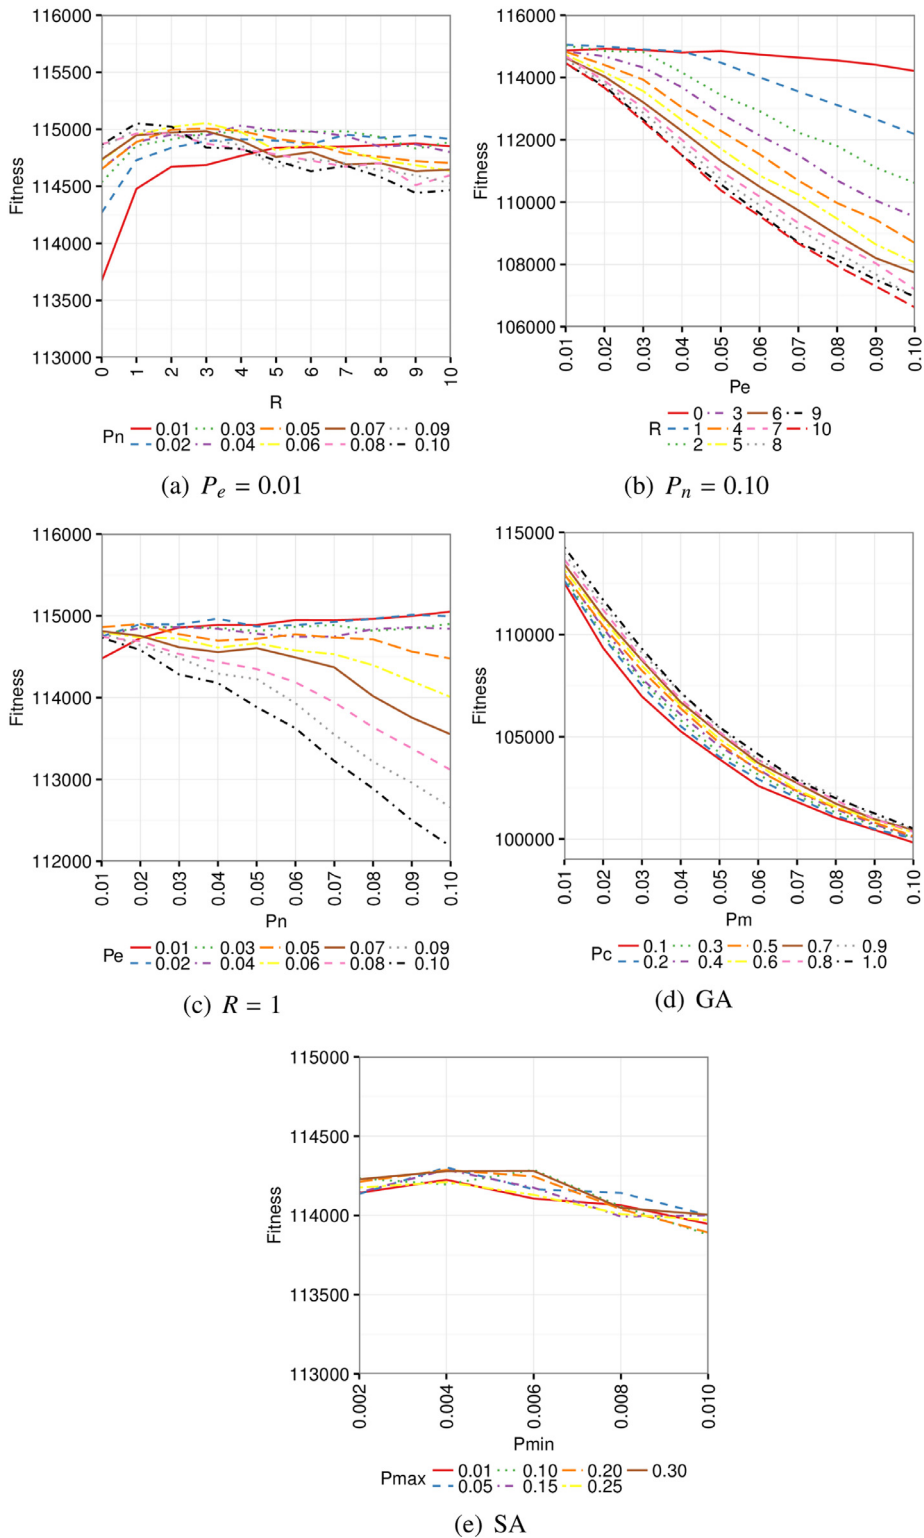 116000
115500
115000
114500
114000
113500
113000
Fitness
0 1 2 3 4 5 6 7 8 9 10
R
Pn 0.01 0.03 0.05 0.07 0.09
0.02 0.04 0.06 0.08 0.10
(a) Pe = 0.01
116000
114000
112000
110000
108000
106000
Fitness
0.01 0.02 0.03 0.04 0.05 0.06 0.07 0.08 0.09 0.10
Pe
0 3 6 9
R 1 4 7 10
2 5 8
(b) Pn = 0.10
116000
115000
114000
113000
112000
Fitness
0.01 0.02 0.03 0.04 0.05 0.06 0.07 0.08 0.09 0.10
Pn
Pe 0.01 0.03 0.05 0.07 0.09
0.02 0.04 0.06 0.08 0.10
(c) R = 1
115000
110000
105000
100000
Fitness
0.01 0.02 0.03 0.04 0.05 0.06 0.07 0.08 0.09 0.10
Pm
Pc 0.1 0.3 0.5 0.7 0.9
0.2 0.4 0.6 0.8 1.0
(d) GA
115000
114500
114000
113500
113000
Fitness
0.002 0.004 0.006 0.008 0.010
Pmin
Pmax 0.01 0.10 0.20 0.30
0.05 0.15 0.25
(e) SA